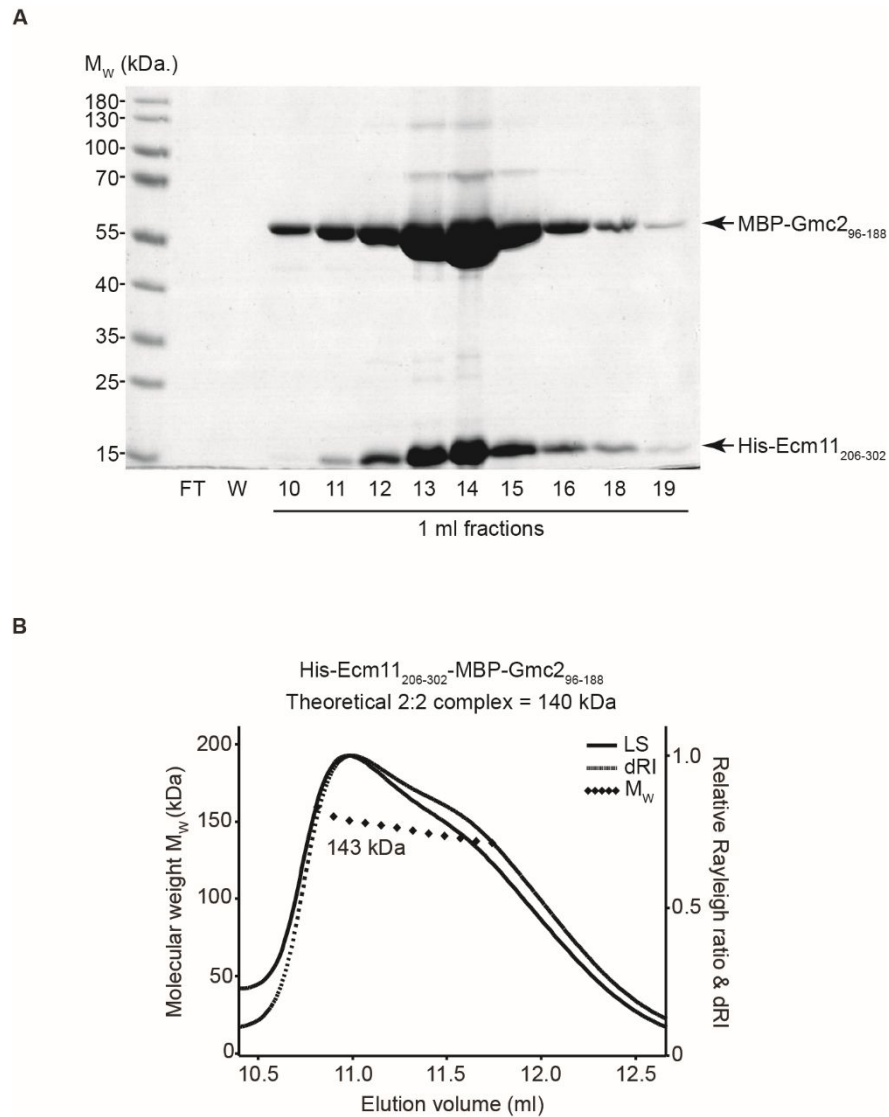 A
M_W (kDa.)
180-
130-
100-
70-
55-
40-
35-
25-
15-
MBP-Gmc2_96-188
His-Ecm11_206-302
FT W 10 11 12 13 14 15 16 18 19
1 ml fractions
B
His-Ecm11_206-302-MBP-Gmc2_96-188
Theoretical 2:2 complex = 140 kDa
Molecular weight M_W (kDa)
200
150
100
50
0
LS
dRI
M_W
143 kDa
1.0
0.5
0
Relative Rayleigh ratio & dRI
10.5 11.0 11.5 12.0 12.5
Elution volume (ml)